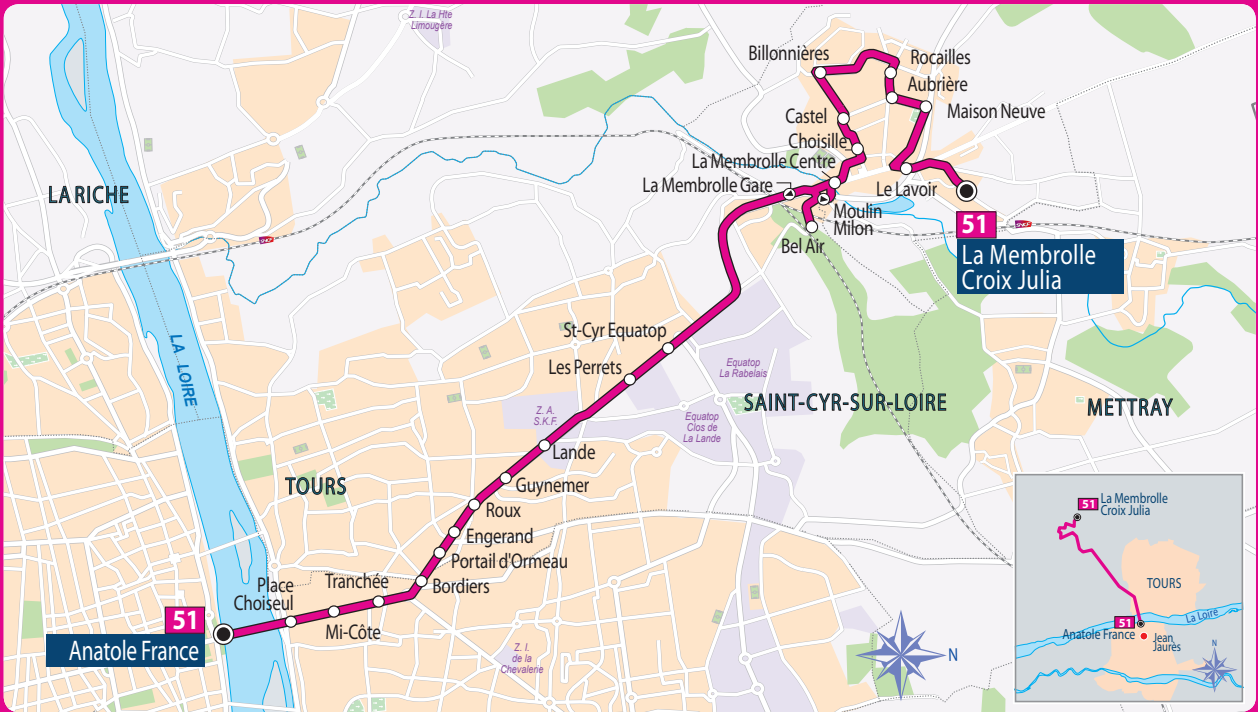 Z. I. La Hte
Limougère
Billonnières
Rocailles
Aubrière
Maison Neuve
Castel
Choisille
La Membrolle Centre
La Membrolle Gare
Le Lavoir
Moulin
Milon
Bel Air
LA RICHE
SNCF
SNCF
51
La Membrolle
Croix Julia
LA LOIRE
St-Cyr Equatop
Les Perrets
Equatop
La Rabelais
SAINT-CYR-SUR-LOIRE
METTRAY
Z. A.
S.K.F.
Equatop
Clos de
La Lande
Lande
TOURS
Guynemer
Roux
Engerand
Portail d'Ormeau
Bordiers
Tranchée
Place
Choiseul
Mi-Côte
51
Anatole France
Z. I.
de la
Chevalerie
N
51
La Membrolle
Croix Julia
TOURS
La Loire
51
Anatole France
Jean
Jaurès
N